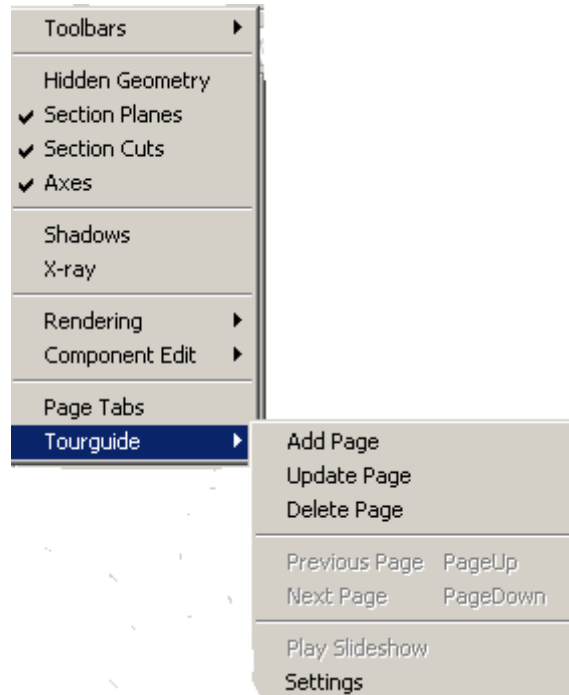 Toolbars
Hidden Geometry
Section Planes
Section Cuts
Axes
Shadows
X-ray
Rendering
Component Edit
Page Tabs
Tourguide
Add Page
Update Page
Delete Page
Previous Page PageUp
Next Page PageDown
Play Slideshow
Settings